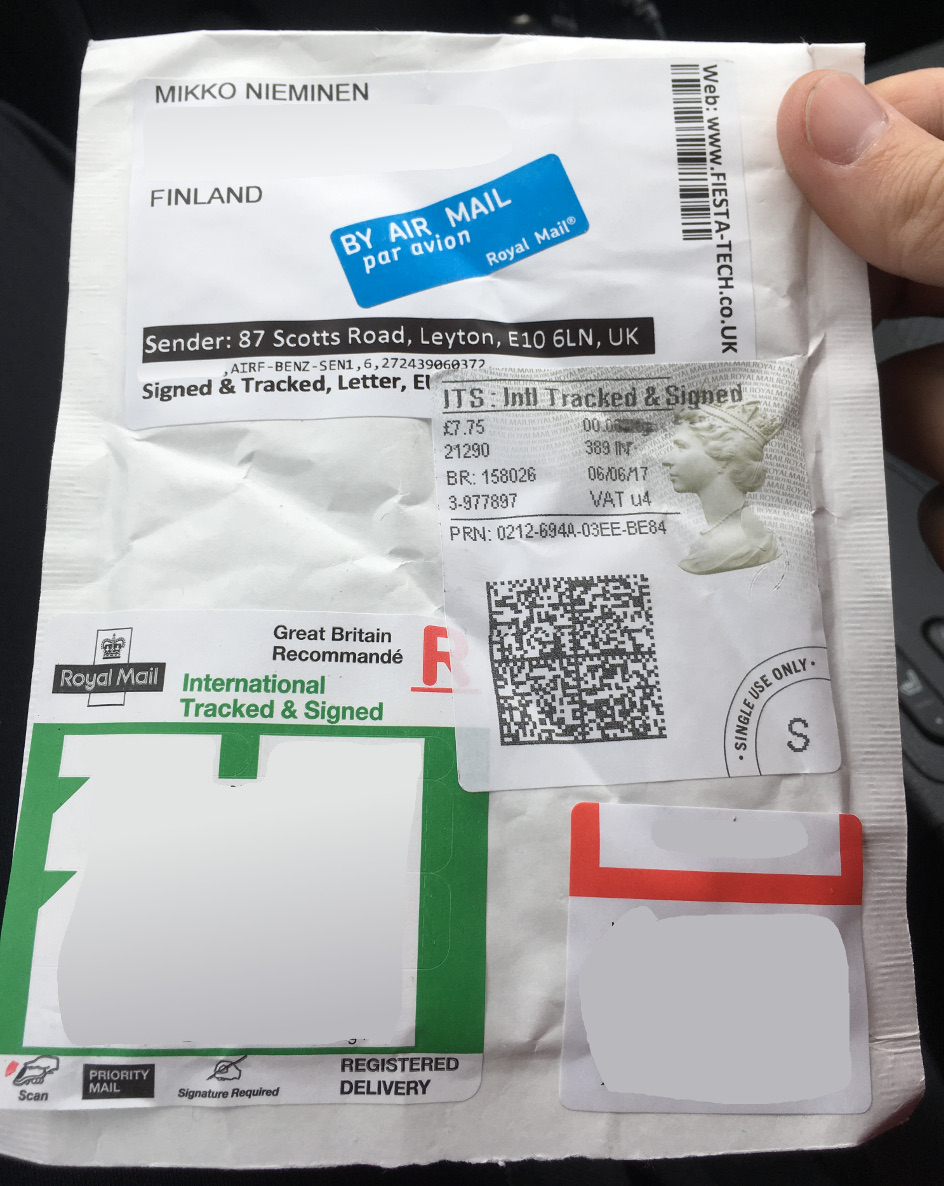 MIKKO NIEMINEN
FINLAND
Web: www.FIESTA-TECH.co.UK
BY AIR MAIL
par avion
Royal Mail®
Sender: 87 Scotts Road, Leyton, E10 6LN, UK
,AIRF-BENZ-SEN1,6,272439060372
Signed & Tracked, Letter,
ITS : Intl Tracked & Signed
£7.75
21290 389
BR: 158026 06/06/17
3-977897 VAT u4
PRN: 0212-694A-03EE-BE84
• SINGLE USE ONLY •
S
Great Britain
Recommandé
R
Royal Mail
International
Tracked & Signed
Scan
PRIORITY
MAIL
Signature Required
REGISTERED
DELIVERY